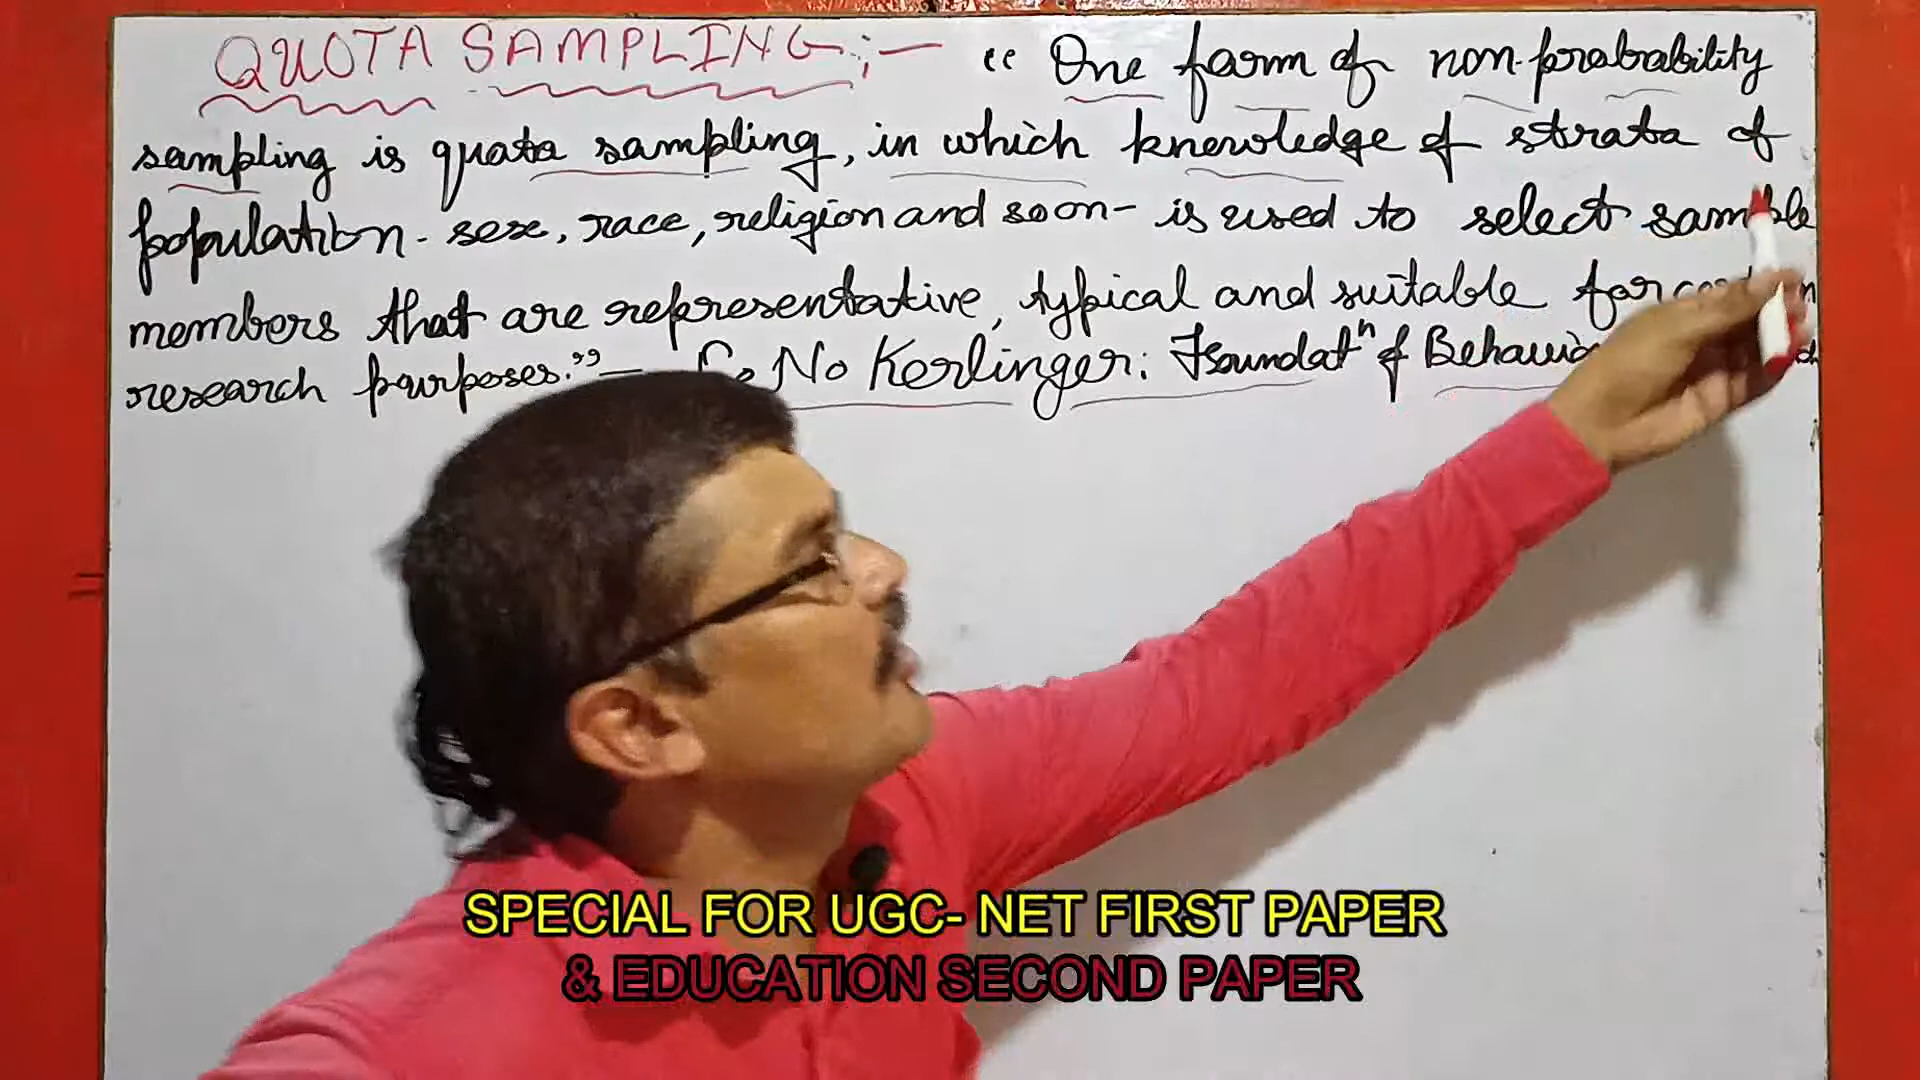 QUOTA SAMPLING :- "One form of non-probability
sampling is quota sampling, in which knowledge of strata of
population - sex, race, religion and so on - is used to select sample
members that are representative, typical and suitable for
research purposes." - No Kerlinger: Foundatⁿ of
SPECIAL FOR UGC- NET FIRST PAPER
& EDUCATION SECOND PAPER